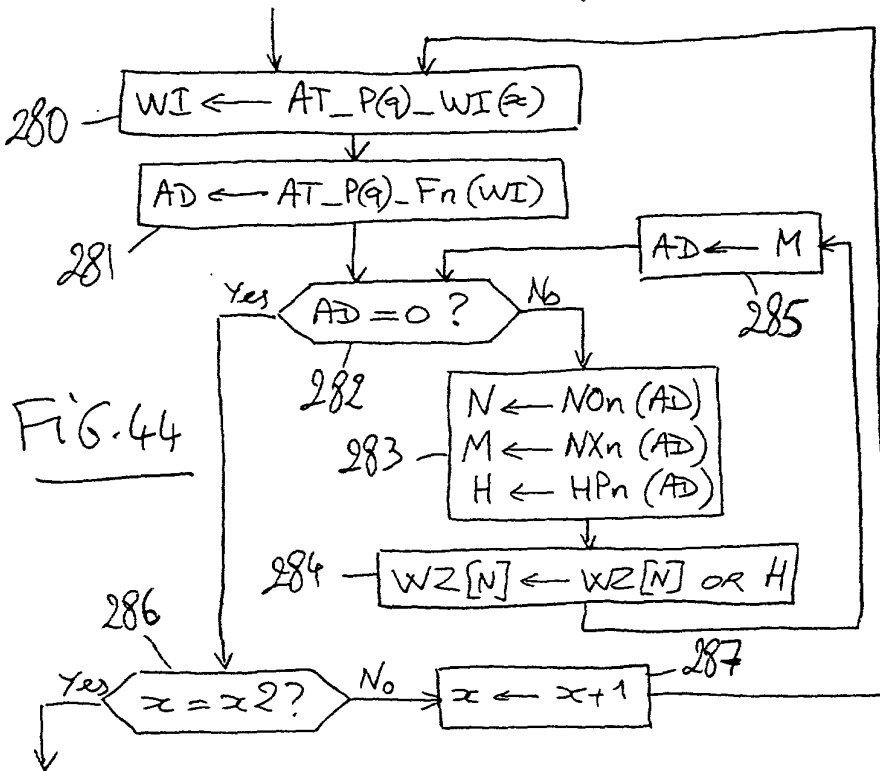 280
WI ← AT_P(q)_WI(x)
AD ← AT_P(q)_Fn(WI)
281
AD ← M
285
Yes
AD = 0 ?
No
282
FiG.44
283
N ← NOn (AD)
M ← NXn (AD)
H ← HPn (AD)
284
WZ[N] ← WZ[N] OR H
286
Yes
x = x2?
No
x ← x+1
287